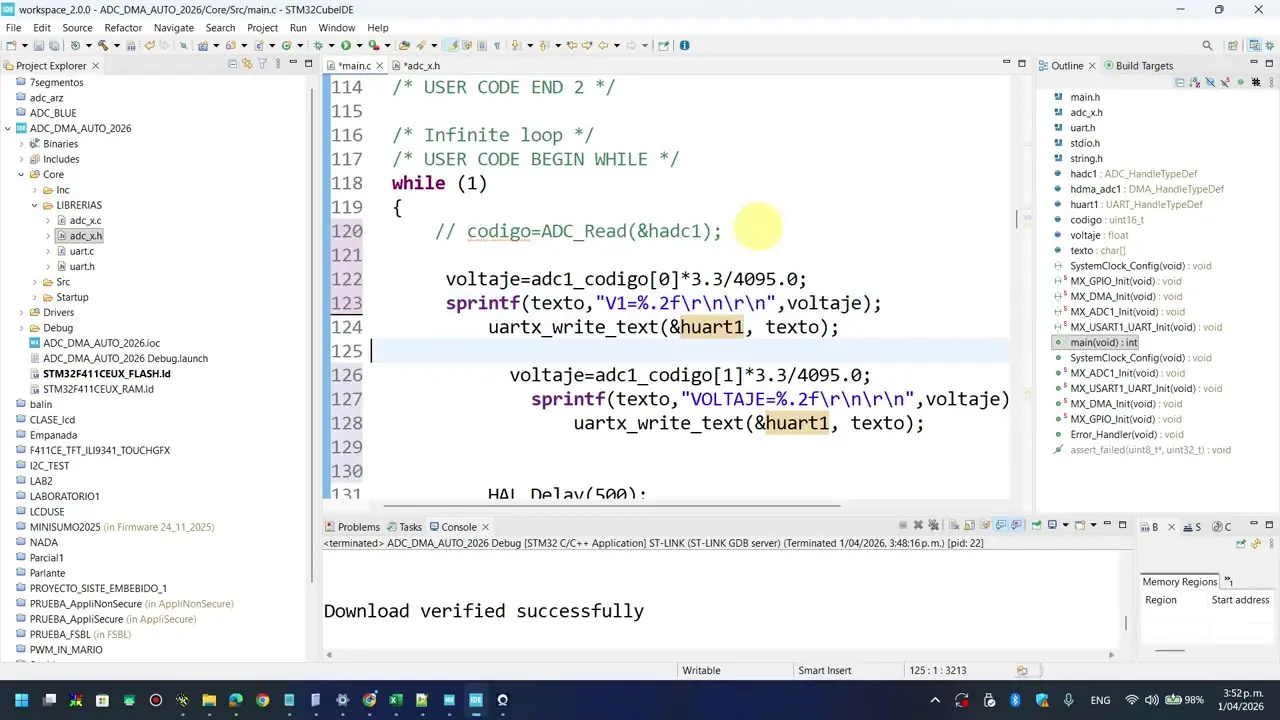 workspace_2.0.0 - ADC_DMA_AUTO_2026/Core/Src/main.c - STM32CubeIDE
File Edit Source Refactor Navigate Search Project Run Window Help
Project Explorer
7segmentos
adc_arz
ADC_BLUE
ADC_DMA_AUTO_2026
Binaries
Includes
Core
Inc
LIBRERIAS
adc_x.c
adc_x.h
uart.c
uart.h
Src
Startup
Drivers
Debug
ADC_DMA_AUTO_2026.ioc
ADC_DMA_AUTO_2026 Debug.launch
STM32F411CEUX_FLASH.ld
STM32F411CEUX_RAM.ld
balin
CLASE_lcd
Empanada
F411CE_TFT_ILI9341_TOUCHGFX
I2C_TEST
LAB2
LABORATORIO1
LCDUSE
MINISUMO2025 (in Firmware 24_11_2025)
NADA
Parcial1
Parlante
PROYECTO_SISTE_EMBEBIDO_1
PRUEBA_AppliNonSecure (in AppliNonSecure)
PRUEBA_AppliSecure (in AppliSecure)
PRUEBA_FSBL (in FSBL)
PWM_IN_MARIO
*main.c *adc_x.h
114 /* USER CODE END 2 */
115
116 /* Infinite loop */
117 /* USER CODE BEGIN WHILE */
118 while (1)
119 {
120 // codigo=ADC_Read(&hadc1);
121
122 voltaje=adc1_codigo[0]*3.3/4095.0;
123 sprintf(texto,"V1=%.2f\r\n\r\n",voltaje);
124 uartx_write_text(&huart1, texto);
125
126 voltaje=adc1_codigo[1]*3.3/4095.0;
127 sprintf(texto,"VOLTAJE=%.2f\r\n\r\n",voltaje)
128 uartx_write_text(&huart1, texto);
129
130
131 HAL_Delay(500);
Outline Build Targets
main.h
adc_x.h
uart.h
stdio.h
string.h
hadc1 : ADC_HandleTypeDef
hdma_adc1 : DMA_HandleTypeDef
huart1 : UART_HandleTypeDef
codigo : uint16_t
voltaje : float
texto : char[]
SystemClock_Config(void) : void
MX_GPIO_Init(void) : void
MX_DMA_Init(void) : void
MX_ADC1_Init(void) : void
MX_USART1_UART_Init(void) : void
main(void) : int
SystemClock_Config(void) : void
MX_ADC1_Init(void) : void
MX_USART1_UART_Init(void) : void
MX_DMA_Init(void) : void
MX_GPIO_Init(void) : void
Error_Handler(void) : void
assert_failed(uint8_t*, uint32_t) : void
Problems Tasks Console
<terminated> ADC_DMA_AUTO_2026 Debug [STM32 C/C++ Application] ST-LINK (ST-LINK GDB server) (Terminated 1/04/2026, 3:48:16 p.m.) [pid: 22]
Download verified successfully
B S C
Memory Regions
Region Start address
Writable Smart Insert 125 : 1 : 3213
ENG 98% 3:52 p.m.
1/04/2026